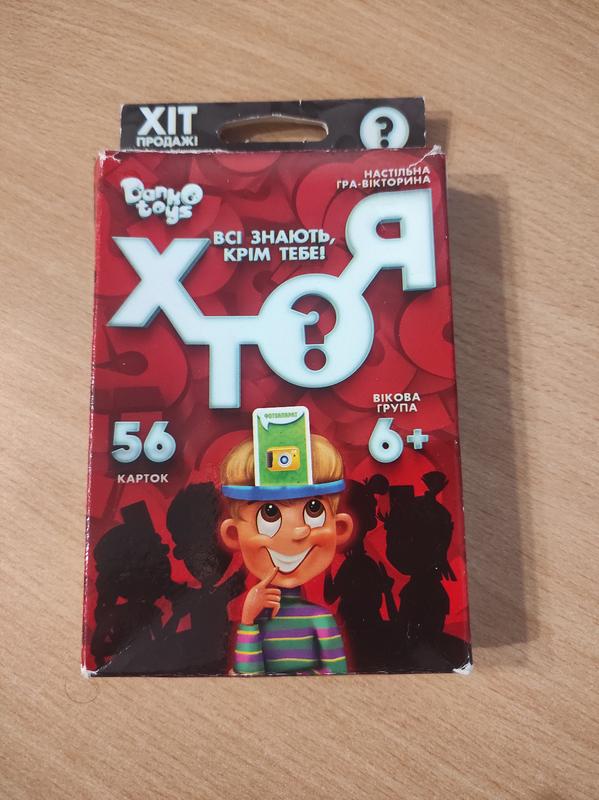 ХІТ
ПРОДАЖІ
?
Danko
toys
НАСТІЛЬНА
ГРА-ВІКТОРИНА
ВСІ ЗНАЮТЬ,
КРІМ ТЕБЕ!
ХТО Я
?
56
КАРТОК
ВІКОВА
ГРУПА
6+
ФОТОАПАРАТ